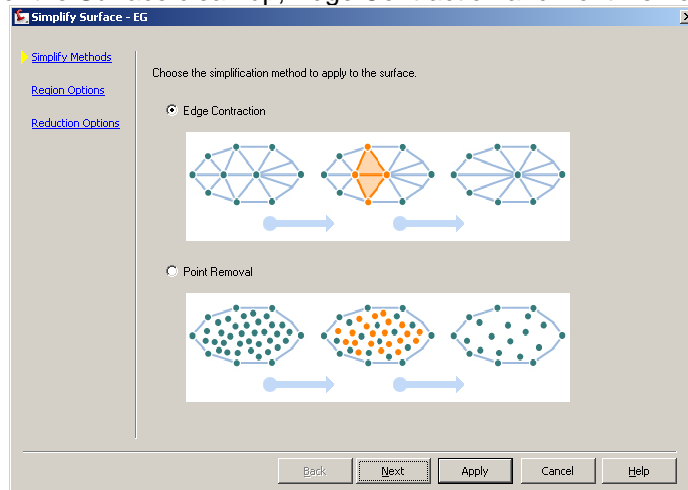 Simplify Surface - EG
Simplify Methods
Choose the simplification method to apply to the surface.
Region Options
Edge Contraction
Reduction Options
Point Removal
Back
Next
Apply
Cancel
Help